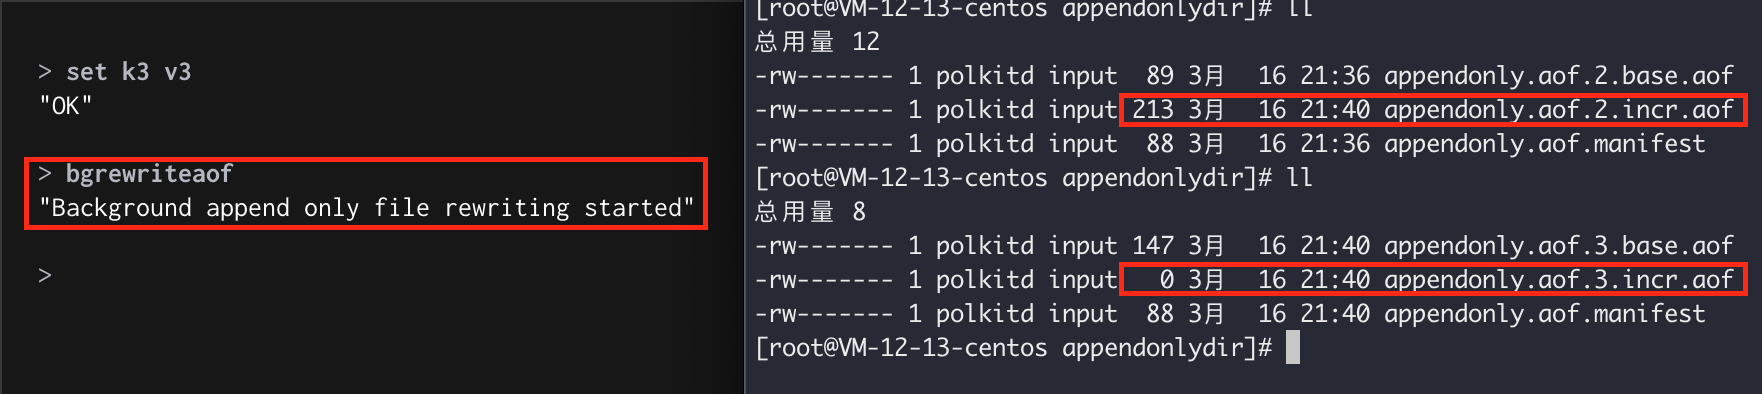 > set k3 v3
"OK"
> bgrewriteaof
"Background append only file rewriting started"
>
[root@VM-12-13-centos appendonlydir]# ll
总用量 12
-rw------- 1 polkitd input  89 3月  16 21:36 appendonly.aof.2.base.aof
-rw------- 1 polkitd input 213 3月  16 21:40 appendonly.aof.2.incr.aof
-rw------- 1 polkitd input  88 3月  16 21:36 appendonly.aof.manifest
[root@VM-12-13-centos appendonlydir]# ll
总用量 8
-rw------- 1 polkitd input 147 3月  16 21:40 appendonly.aof.3.base.aof
-rw------- 1 polkitd input   0 3月  16 21:40 appendonly.aof.3.incr.aof
-rw------- 1 polkitd input  88 3月  16 21:40 appendonly.aof.manifest
[root@VM-12-13-centos appendonlydir]#